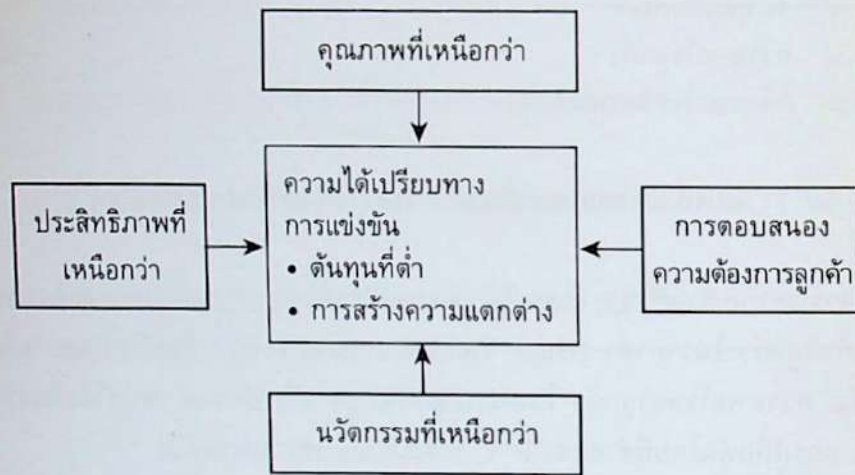 คุณภาพที่เหนือกว่า
ความได้เปรียบทาง
การแข่งขัน
• ต้นทุนที่ต่ำ
• การสร้างความแตกต่าง
ประสิทธิภาพที่
เหนือกว่า
การตอบสนอง
ความต้องการลูกค้า
นวัตกรรมที่เหนือกว่า